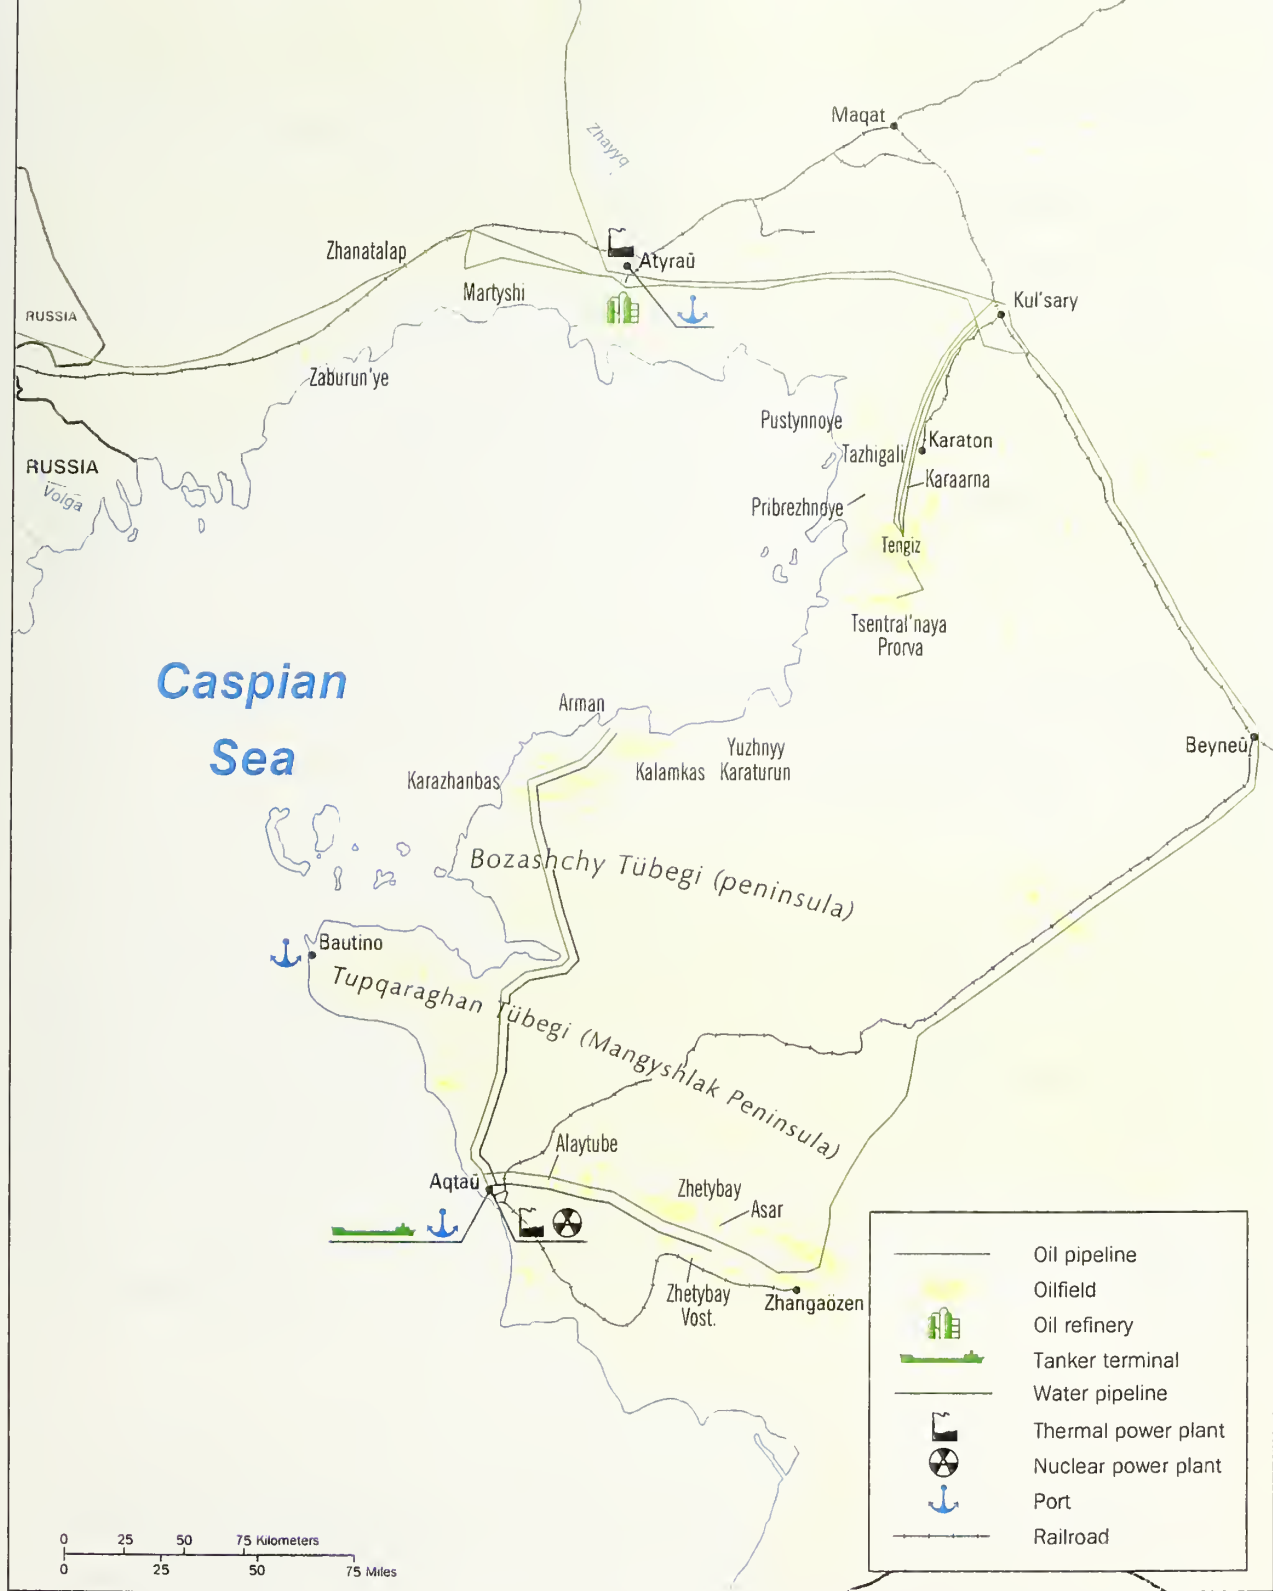 Maqat
Zhayyq
Zhanatalap
Atyraū
Martyshi
Kul'sary
RUSSIA
Zaburun'ye
Pustynnoye
Tazhigali
Karaton
RUSSIA
Volga
Karaarna
Pribrezhnoye
Tengiz
Tsentral'naya
Prorva
Caspian
Sea
Arman
Beyneū
Yuzhnyy
Karazhanbas
Kalamkas
Karaturun
Bozashchy Tübegi (peninsula)
Bautino
Tupqaraghan Tübegi (Mangyshlak Peninsula)
Alaytube
Aqtaū
Zhetybay
Asar
Zhetybay
Vost.
Zhangaözen
Oil pipeline
Oilfield
Oil refinery
Tanker terminal
Water pipeline
Thermal power plant
Nuclear power plant
Port
Railroad
0 25 50 75 Kilometers
0 25 50 75 Miles